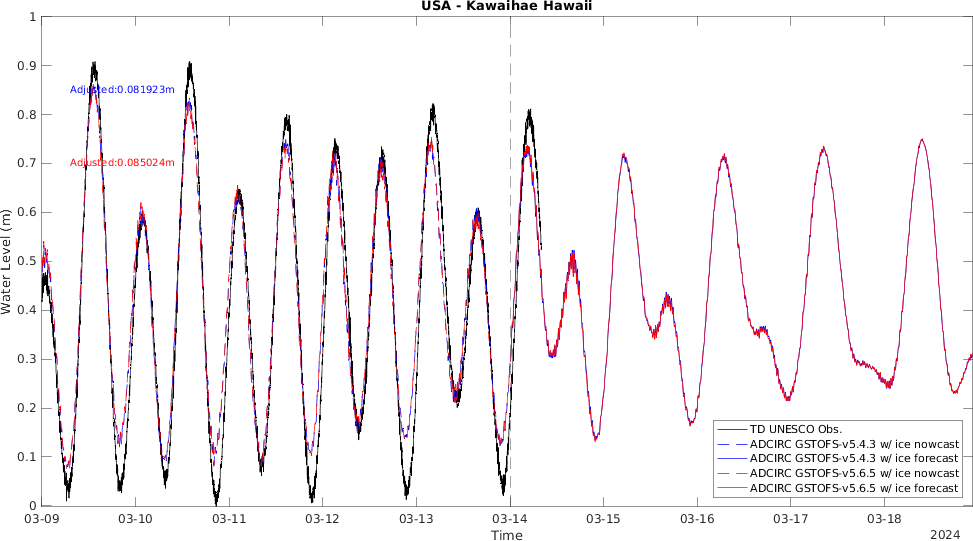 USA - Kawaihae Hawaii
1
0.9
Adjusted:0.081923m
0.8
0.7
Adjusted:0.085024m
0.6
0.5
0.4
0.3
0.2
0.1
0
Water Level (m)
TD UNESCO Obs.
ADCIRC GSTOFS-v5.4.3 w/ ice nowcast
ADCIRC GSTOFS-v5.4.3 w/ ice forecast
ADCIRC GSTOFS-v5.6.5 w/ ice nowcast
ADCIRC GSTOFS-v5.6.5 w/ ice forecast
03-09 03-10 03-11 03-12 03-13 03-14 03-15 03-16 03-17 03-18
Time
2024